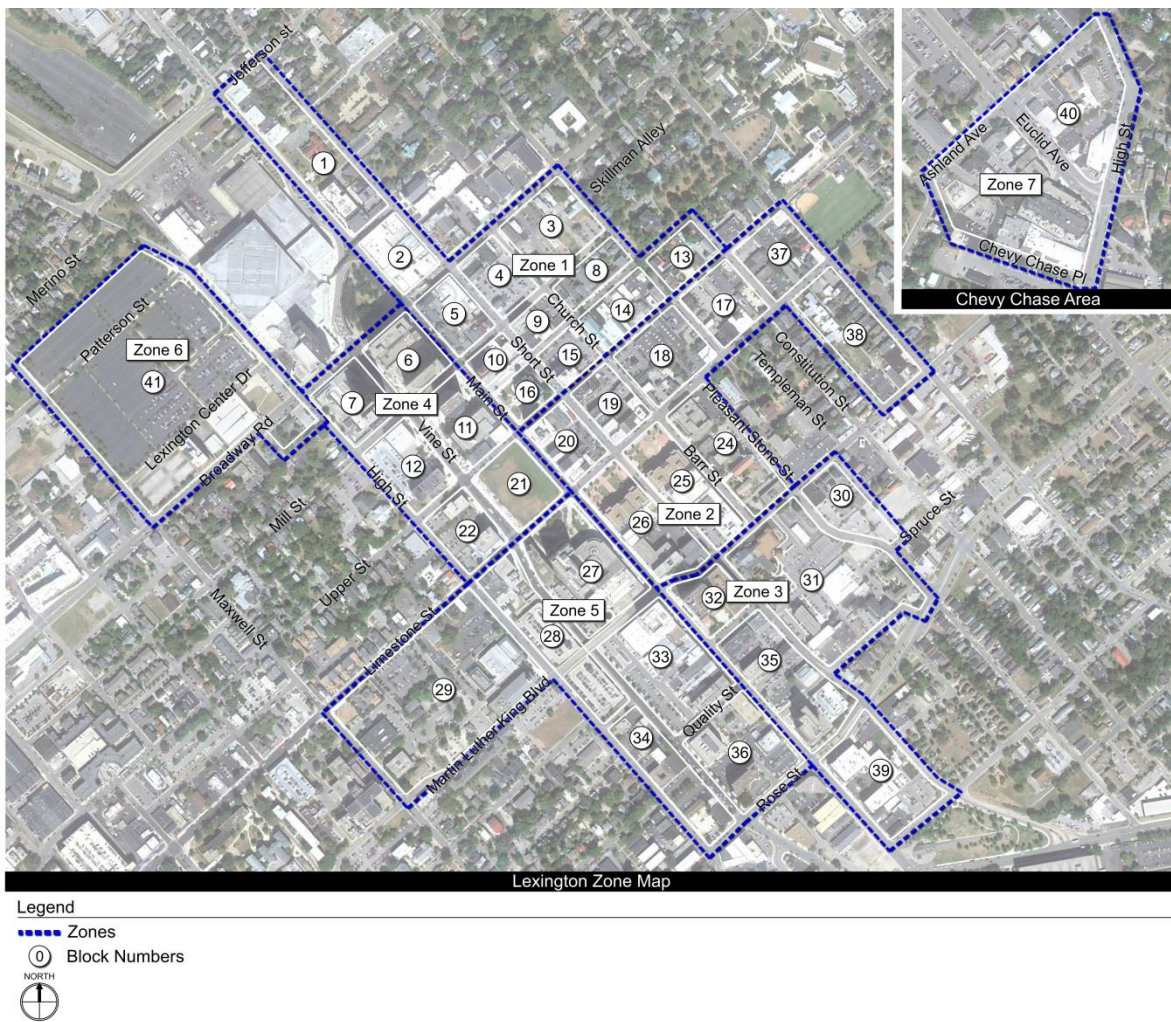 Jefferson st
Skillman Alley
Merino St
Patterson St
Zone 6
41
Lexington Center Dr
Broadway Rd
1
2
3
Zone 1
4
8
5
9
Church St
14
13
Short St
10
15
16
Main St
6
7
Zone 4
11
Vine St
12
High St
21
22
37
17
18
38
Constitution St
Templeman St
Pleasant Stone St
19
20
24
Barr St
25
26
Zone 2
30
Spruce St
31
32
Zone 3
27
Zone 5
28
33
35
Quality St
34
36
39
Rose St
Mill St
Upper St
Maxwell St
Limestone St
29
Martin Luther King Blvd
40
Euclid Ave
Ashland Ave
High St
Zone 7
Chevy Chase Pl
Chevy Chase Area
Lexington Zone Map
Legend
Zones
0 Block Numbers
NORTH